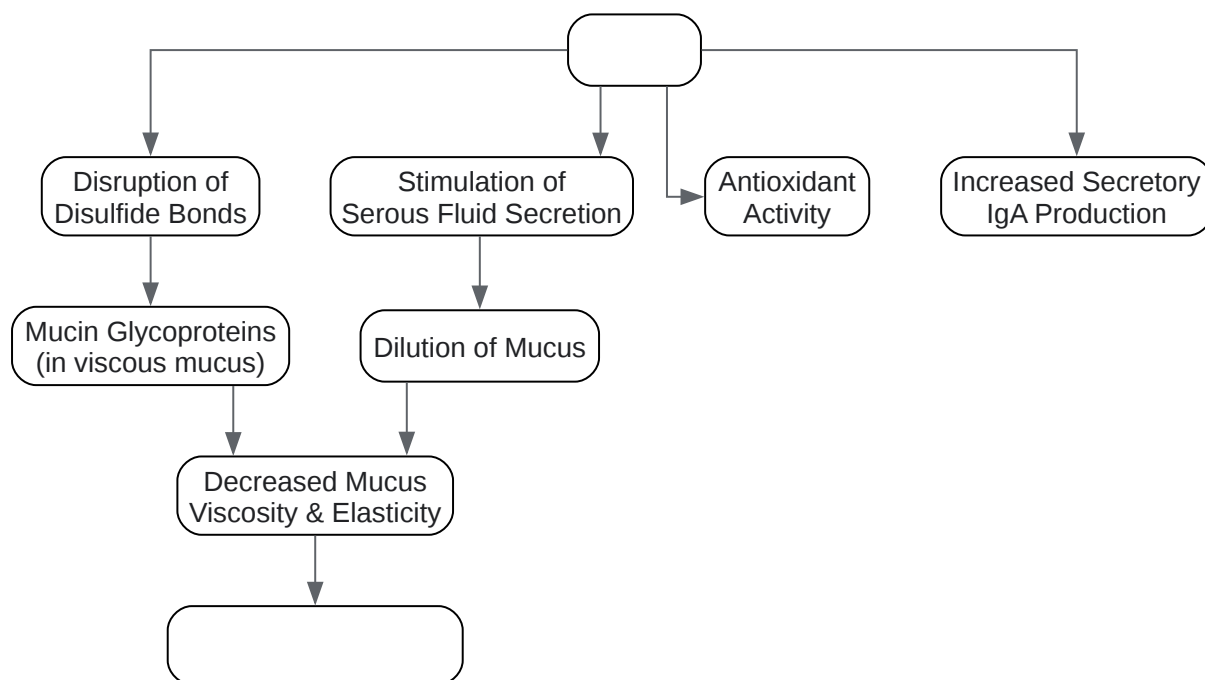 Disruption of
Disulfide Bonds
Stimulation of
Serous Fluid Secretion
Antioxidant
Activity
Increased Secretory
IgA Production
Mucin Glycoproteins
(in viscous mucus)
Dilution of Mucus
Decreased Mucus
Viscosity & Elasticity